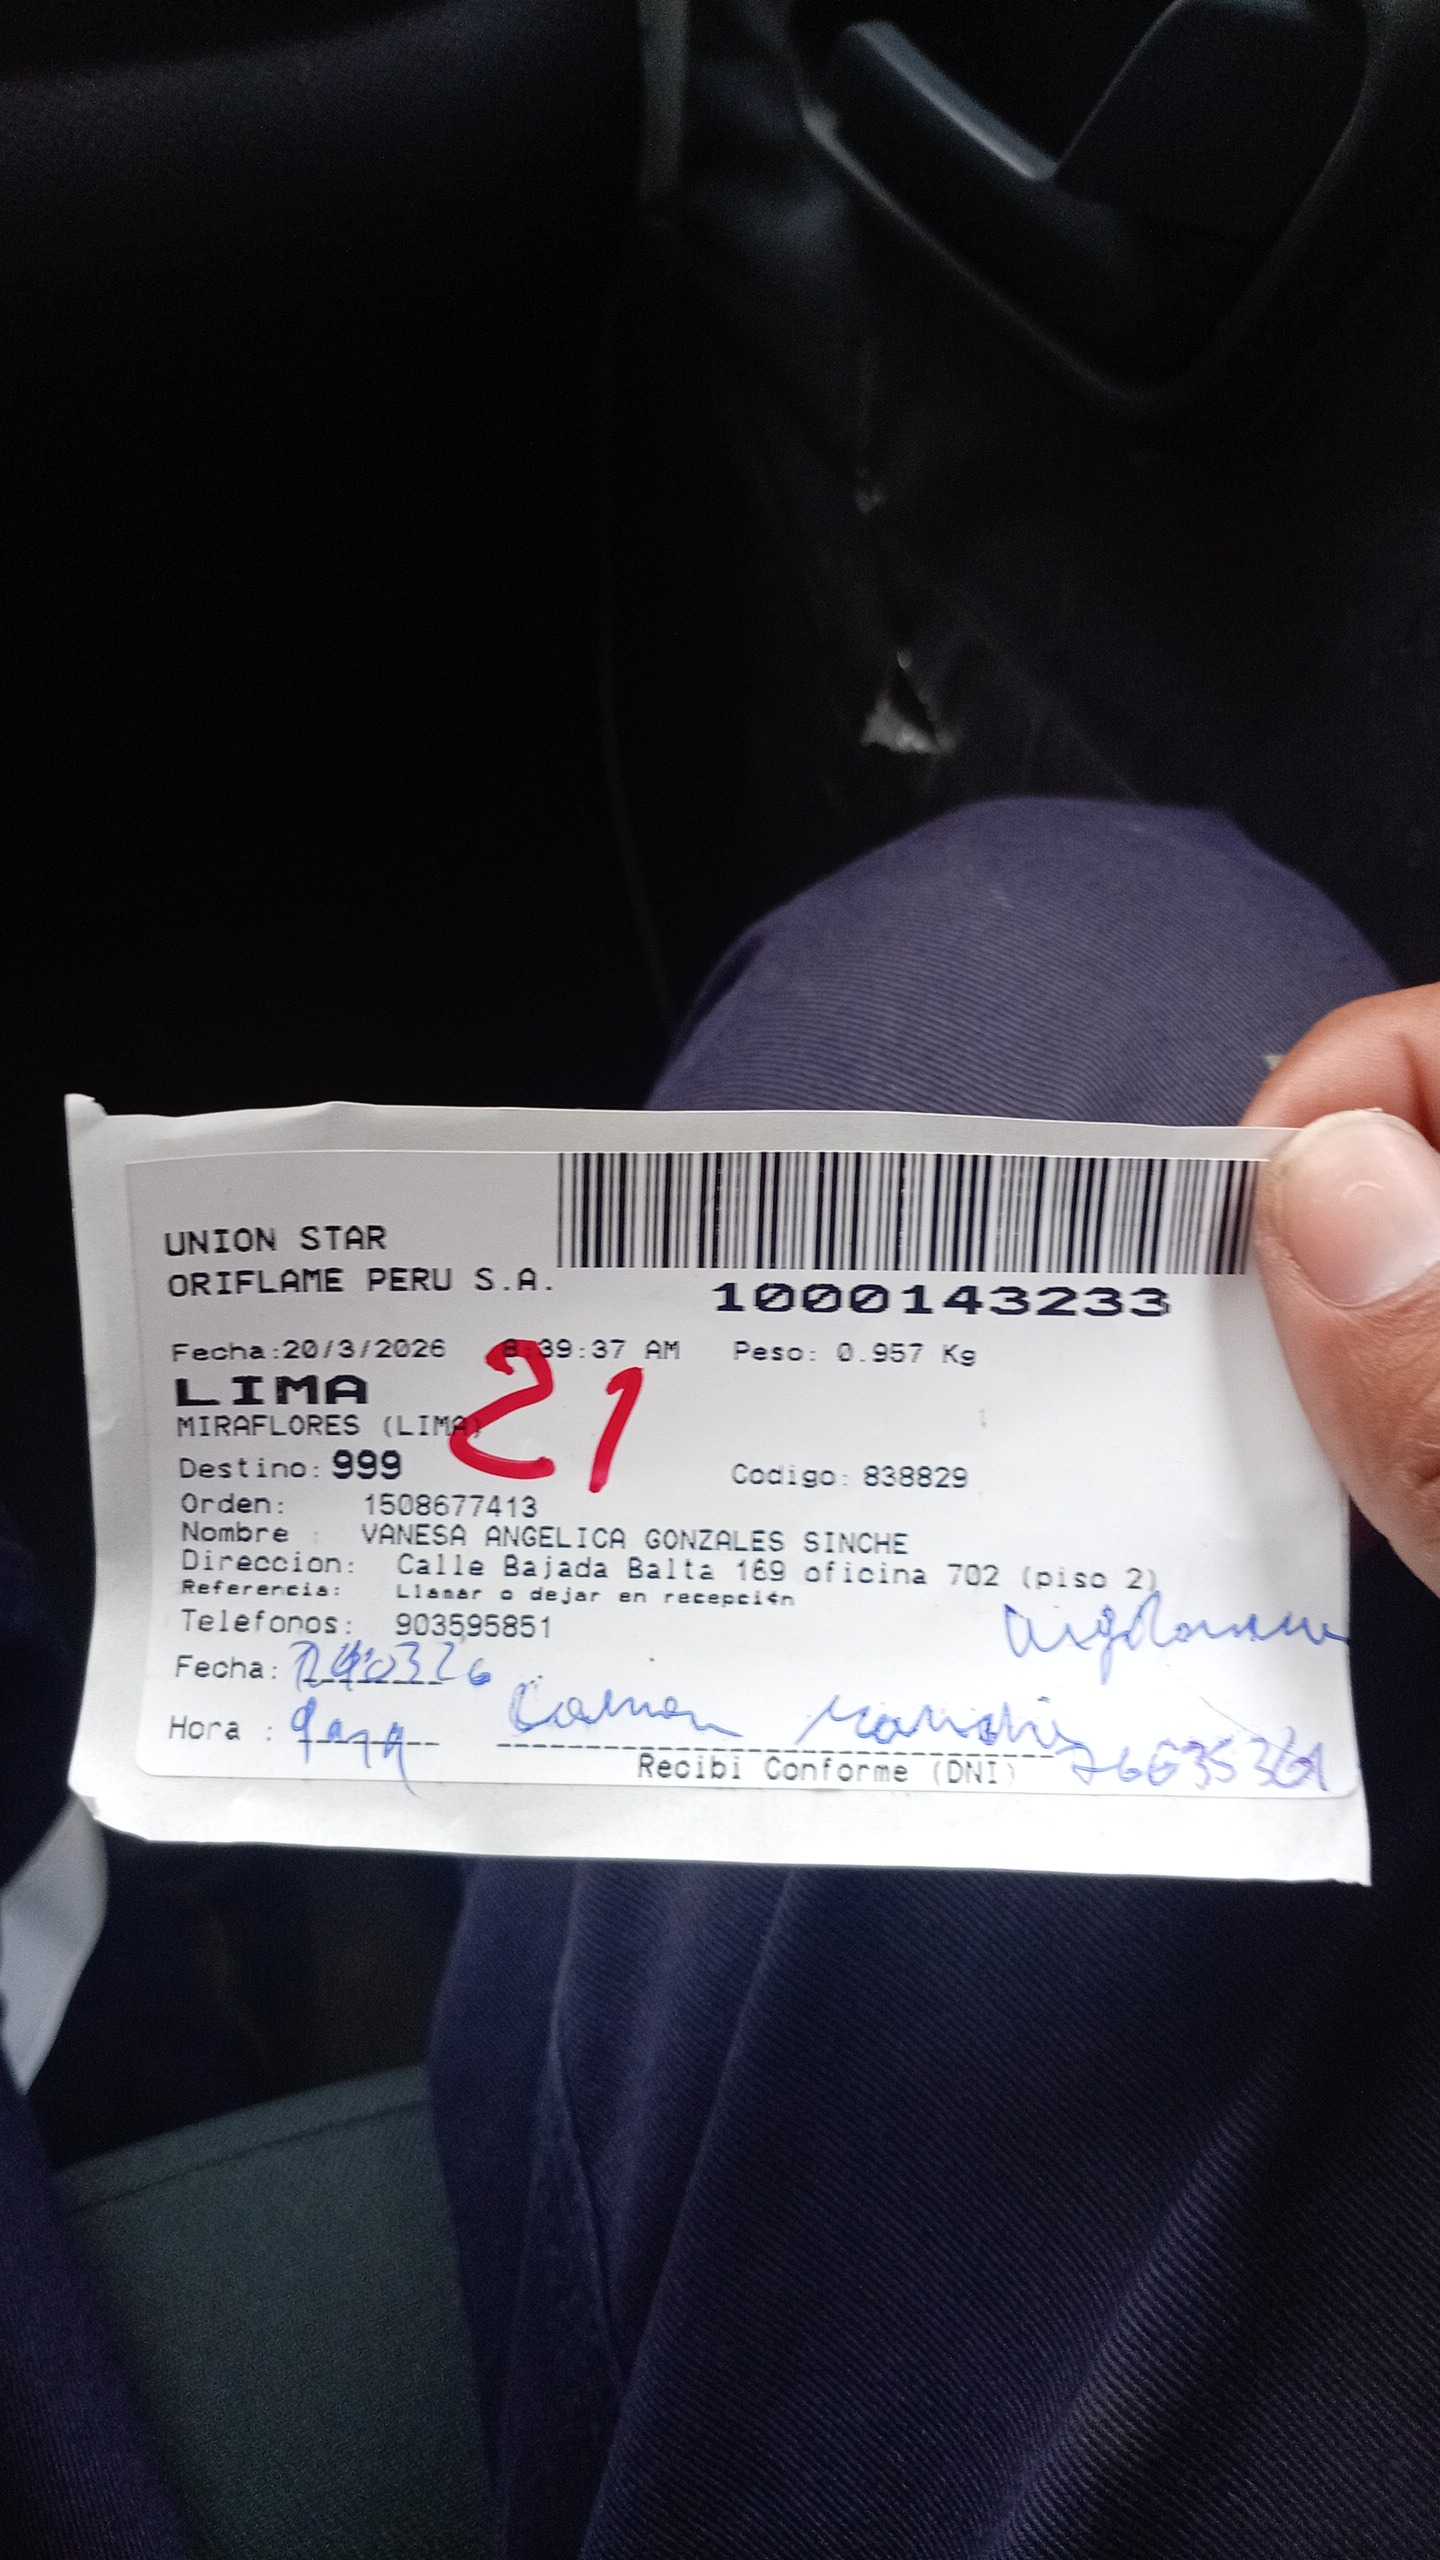 UNION STAR
ORIFLAME PERU S.A.
1000143233
Fecha:20/3/2026 8:39:37 AM Peso: 0.957 Kg
21
LIMA
MIRAFLORES (LIMA)
Destino: 999 Codigo: 838829
Orden: 1508677413
Nombre : VANESA ANGELICA GONZALES SINCHE
Direccion: Calle Bajada Balta 169 oficina 702 (piso 2)
Referencia: Llamar o dejar en recepci¢n
Telefonos: 903595851
Fecha:
Hora :
Recibi Conforme (DNI)